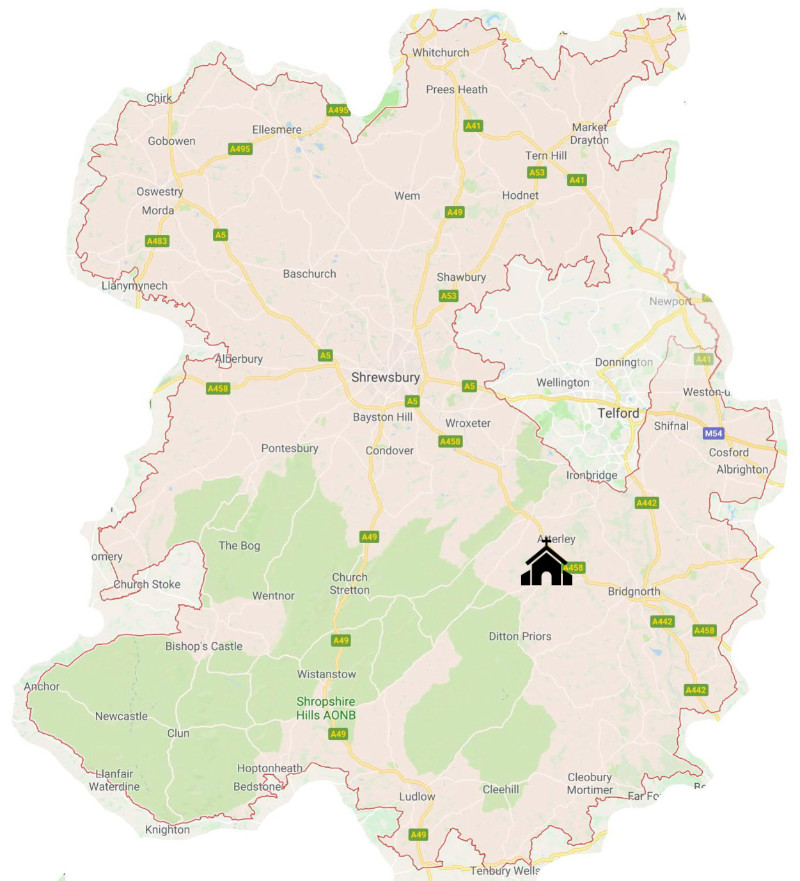 M
Whitchurch
Prees Heath
Chirk
A495
A41
Ellesmere
Market
Drayton
Gobowen
A495
Tern Hill
A53
A41
Oswestry
Wem
Hodnet
Morda
A49
A5
A483
Baschurch
Shawbury
Llanymynech
A53
Newport
A5
Alberbury
A41
Donnington
Shrewsbury
Wellington
A458
A5
Weston-u
A5
Bayston Hill
Telford
Wroxeter
Shifnal
M54
Pontesbury
Condover
A458
Cosford
Albrighton
Ironbridge
A442
A49
The Bog
omery
A458
Church Stoke
Church
Stretton
Wentnor
Bridgnorth
A442
A458
Ditton Priors
A49
Bishop's Castle
Wistanstow
Anchor
A442
Shropshire
Hills AONB
Newcastle
Clun
A49
Llanfair
Waterdine
Hoptonheath
Bedstone
Cleobury
Mortimer
Cleehill
Ludlow
Far Fo
Knighton
A49
Tenbury Wells